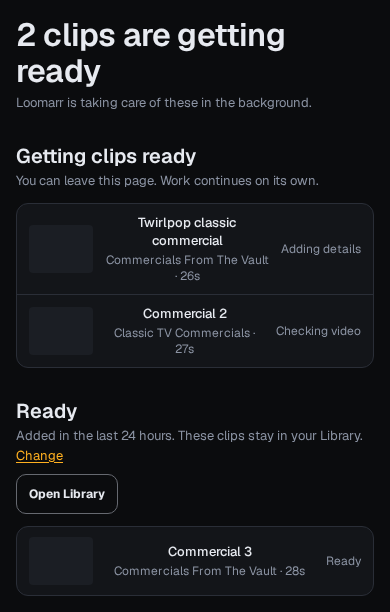 2 clips are getting
ready
Loomarr is taking care of these in the background.
Getting clips ready
You can leave this page. Work continues on its own.
Twirlpop classic
commercial
Commercials From The Vault
· 26s
Adding details
Commercial 2
Classic TV Commercials ·
27s
Checking video
Ready
Added in the last 24 hours. These clips stay in your Library.
Change
Open Library
Commercial 3
Commercials From The Vault · 28s
Ready